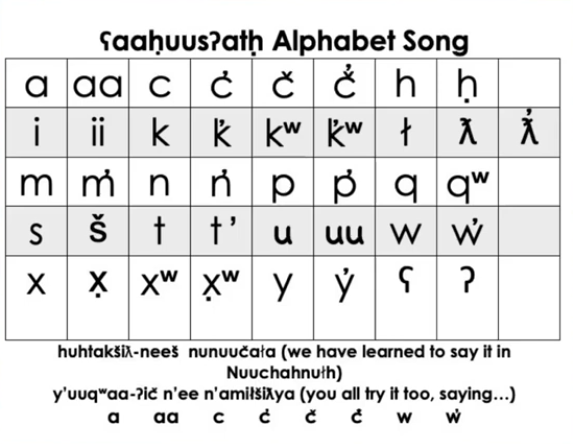 ʕaaḥuusʔatḥ Alphabet Song
a aa c c̓ č č̓ h ḥ
i ii k k̓ kʷ k̓ʷ ł ƛ ƛ̓
m m̓ n n̓ p p̓ q qʷ
s š t t’ u uu w w̓
x x̣ xʷ x̣ʷ y y̓ ʕ ʔ
huhtakšiƛ-neeš nunuučała (we have learned to say it in
Nuuchahnułh)
y'uuqʷaa-ʔič n'ee n'amiłšiƛya (you all try it too, saying…)
a aa c c̓ č č̓ w w̓